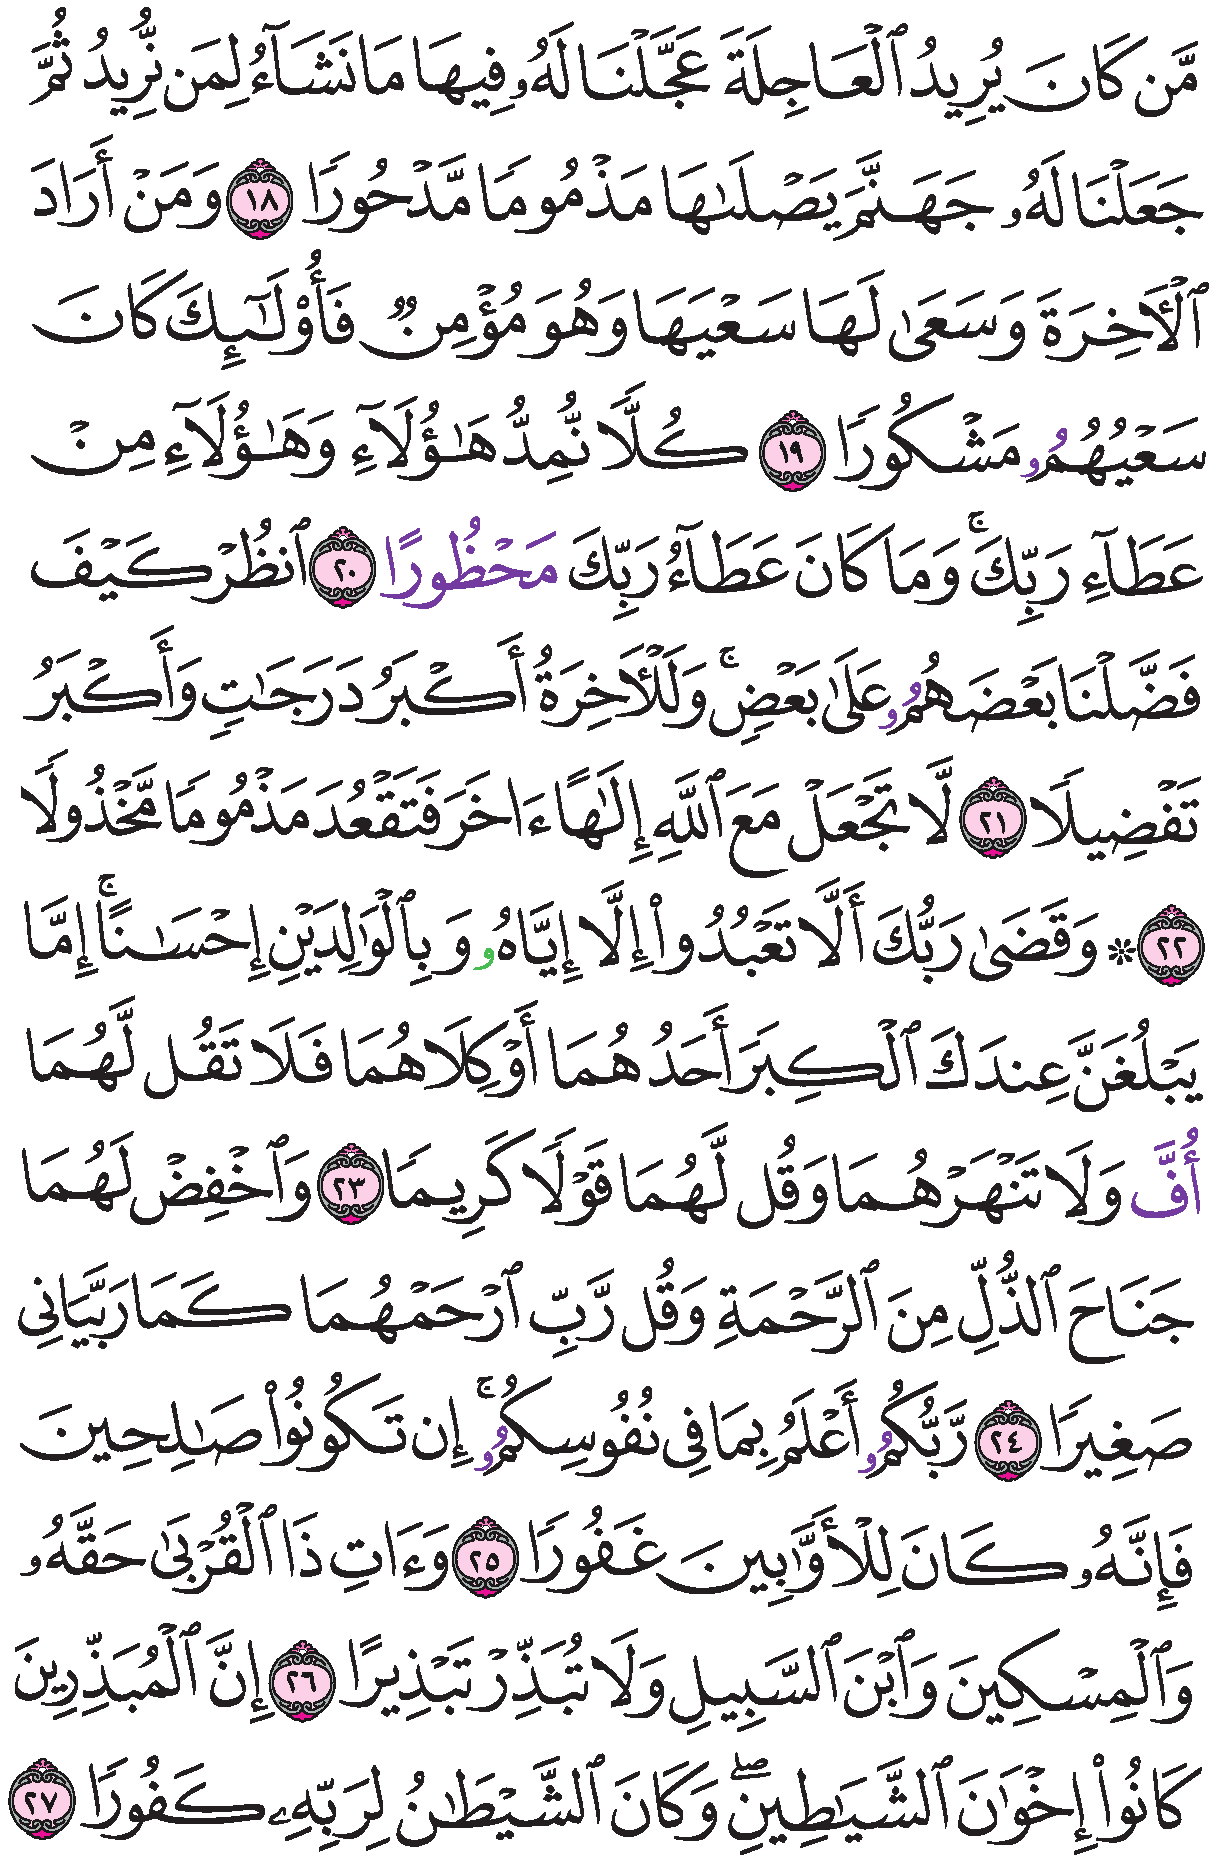 مَّن كَانَ يُرِيدُ ٱلْعَاجِلَةَ عَجَّلْنَا لَهُۥ فِيهَا مَا نَشَآءُ لِمَن نُّرِيدُ ثُمَّ
جَعَلْنَا لَهُۥ جَهَنَّمَ يَصْلَىٰهَا مَذْمُومًا مَّدْحُورًا ١٨ وَمَنْ أَرَادَ
ٱلْأَخِرَةَ وَسَعَىٰ لَهَا سَعْيَهَا وَهُوَ مُؤْمِنٌ فَأُوْلَٰٓئِكَ كَانَ
سَعْيُهُمُۥ مَشْكُورًا ١٩ كُلًّا نُّمِدُّ هَٰٓؤُلَآءِ وَهَٰٓؤُلَآءِ مِنْ
عَطَآءِ رَبِّكَۚ وَمَا كَانَ عَطَآءُ رَبِّكَ مَحْظُورًا ٢٠ ٱنظُرْ كَيْفَ
فَضَّلْنَا بَعْضَهُمُۥ عَلَىٰ بَعْضٍۚ وَلَلْأَخِرَةُ أَكْبَرُ دَرَجَٰتٍ وَأَكْبَرُ
تَفْضِيلًا ٢١ لَّا تَجْعَلْ مَعَ ٱللَّهِ إِلَٰهًا ءَاخَرَ فَتَقْعُدَ مَذْمُومًا مَّخْذُولًا
٢٢ ۞ وَقَضَىٰ رَبُّكَ أَلَّا تَعْبُدُوٓاْ إِلَّآ إِيَّاهُۥ وَبِٱلْوَٰلِدَيْنِ إِحْسَٰنًاۚ إِمَّا
يَبْلُغَنَّ عِندَكَ ٱلْكِبَرَ أَحَدُهُمَا أَوْ كِلَاهُمَا فَلَا تَقُل لَّهُمَا
أُفَّ وَلَا تَنْهَرْهُمَا وَقُل لَّهُمَا قَوْلًا كَرِيمًا ٢٣ وَٱخْفِضْ لَهُمَا
جَنَاحَ ٱلذُّلِّ مِنَ ٱلرَّحْمَةِ وَقُل رَّبِّ ٱرْحَمْهُمَا كَمَا رَبَّيَانِى
صَغِيرًا ٢٤ رَّبُّكُمُۥ أَعْلَمُ بِمَا فِى نُفُوسِكُمُۥۚ إِن تَكُونُواْ صَٰلِحِينَ
فَإِنَّهُۥ كَانَ لِلْأَوَّٰبِينَ غَفُورًا ٢٥ وَءَاتِ ذَا ٱلْقُرْبَىٰ حَقَّهُۥ
وَٱلْمِسْكِينَ وَٱبْنَ ٱلسَّبِيلِ وَلَا تُبَذِّرْ تَبْذِيرًا ٢٦ إِنَّ ٱلْمُبَذِّرِينَ
كَانُوٓاْ إِخْوَٰنَ ٱلشَّيَٰطِينِۖ وَكَانَ ٱلشَّيْطَٰنُ لِرَبِّهِۦ كَفُورًا ٢٧